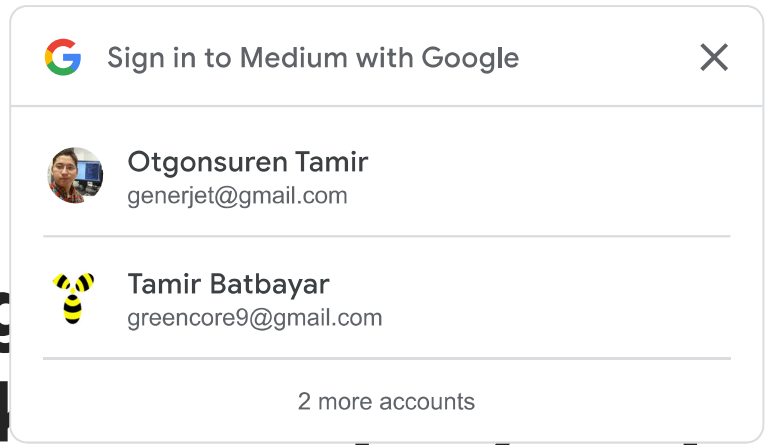 Sign in to Medium with Google
Otgonsuren Tamir
generjet@gmail.com
Tamir Batbayar
greencore9@gmail.com
2 more accounts